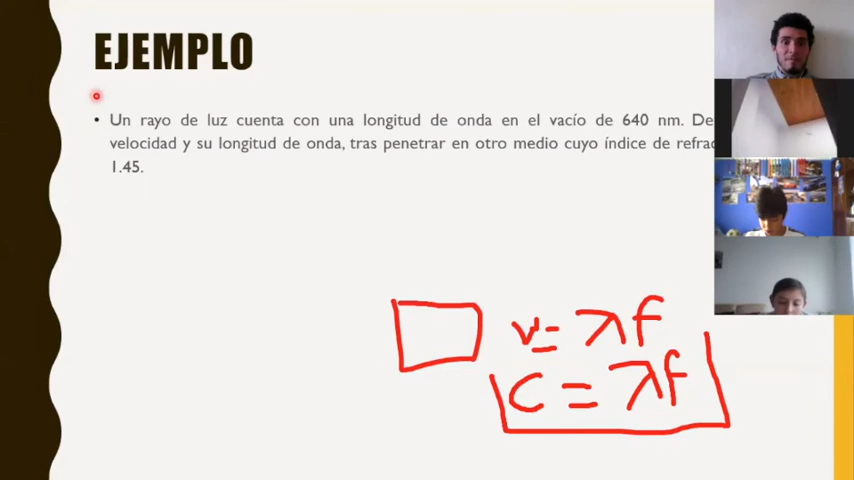 EJEMPLO
• Un rayo de luz cuenta con una longitud de onda en el vacío de 640 nm. De
velocidad y su longitud de onda, tras penetrar en otro medio cuyo índice de refrac
1.45.
v = λf
c = λf